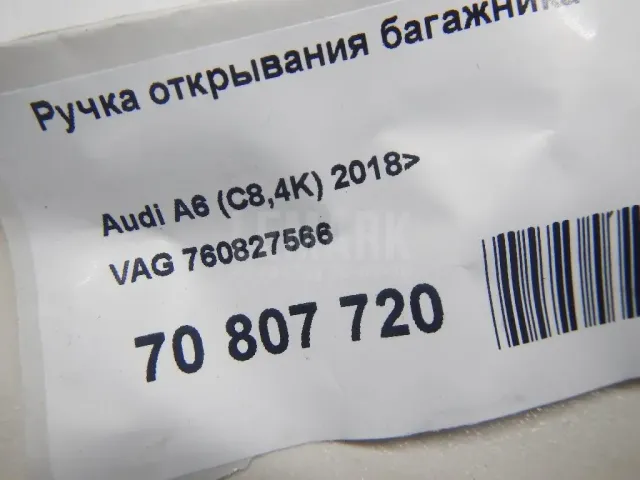 Ручка открывания багажника
Audi A6 (C8,4K) 2018>
VAG 760827566
70 807 720